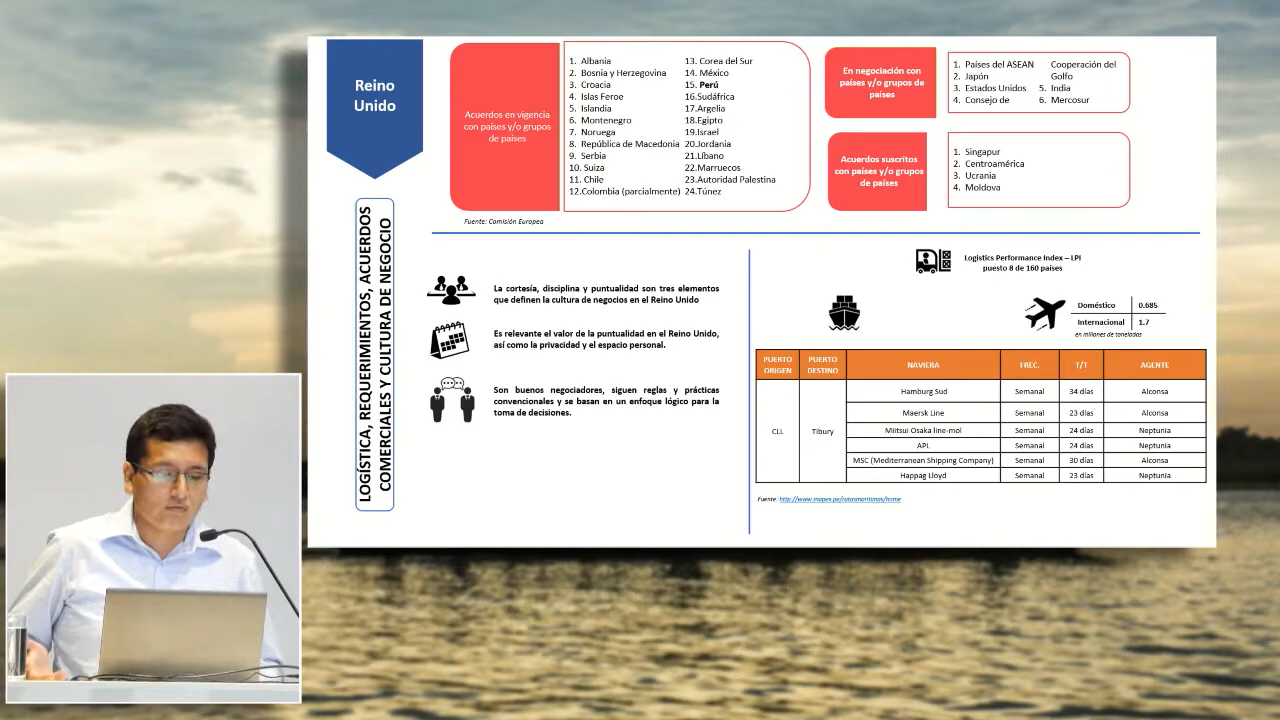 Reino
Unido
LOGÍSTICA, REQUERIMIENTOS, ACUERDOS
COMERCIALES Y CULTURA DE NEGOCIO
Acuerdos en vigencia
con países y/o grupos
de países
1. Albania
2. Bosnia y Herzegovina
3. Croacia
4. Islas Feroe
5. Islandia
6. Montenegro
7. Noruega
8. República de Macedonia
9. Serbia
10. Suiza
11. Chile
12.Colombia (parcialmente)
13. Corea del Sur
14. México
15. Perú
16.Sudáfrica
17.Argelia
18.Egipto
19.Israel
20.Jordania
21.Líbano
22.Marruecos
23.Autoridad Palestina
24.Túnez
Fuente: Comisión Europea
En negociación con
países y/o grupos de
países
1. Países del ASEAN
2. Japón
3. Estados Unidos
4. Consejo de
Cooperación del
Golfo
5. India
6. Mercosur
Acuerdos suscritos
con países y/o grupos
de países
1. Singapur
2. Centroamérica
3. Ucrania
4. Moldova
La cortesía, disciplina y puntualidad son tres elementos
que definen la cultura de negocios en el Reino Unido
Es relevante el valor de la puntualidad en el Reino Unido,
así como la privacidad y el espacio personal.
Son buenos negociadores, siguen reglas y prácticas
convencionales y se basan en un enfoque lógico para la
toma de decisiones.
Logistics Performance Index – LPI
puesto 8 de 160 países
Doméstico 0.685
Internacional 1.7
en millones de toneladas
PUERTO ORIGEN PUERTO DESTINO NAVIERA FREC. T/T AGENTE
Hamburg Sud Semanal 34 días Alconsa
Maersk Line Semanal 23 días Alconsa
CLL Tibury Miitsui Osaka line-mol Semanal 24 días Neptunia
APL Semanal 24 días Neptunia
MSC (Mediterranean Shipping Company) Semanal 30 días Alconsa
Happag Lloyd Semanal 23 días Neptunia
Fuente: http://www.mapex.pe/rutasmaritimas/home